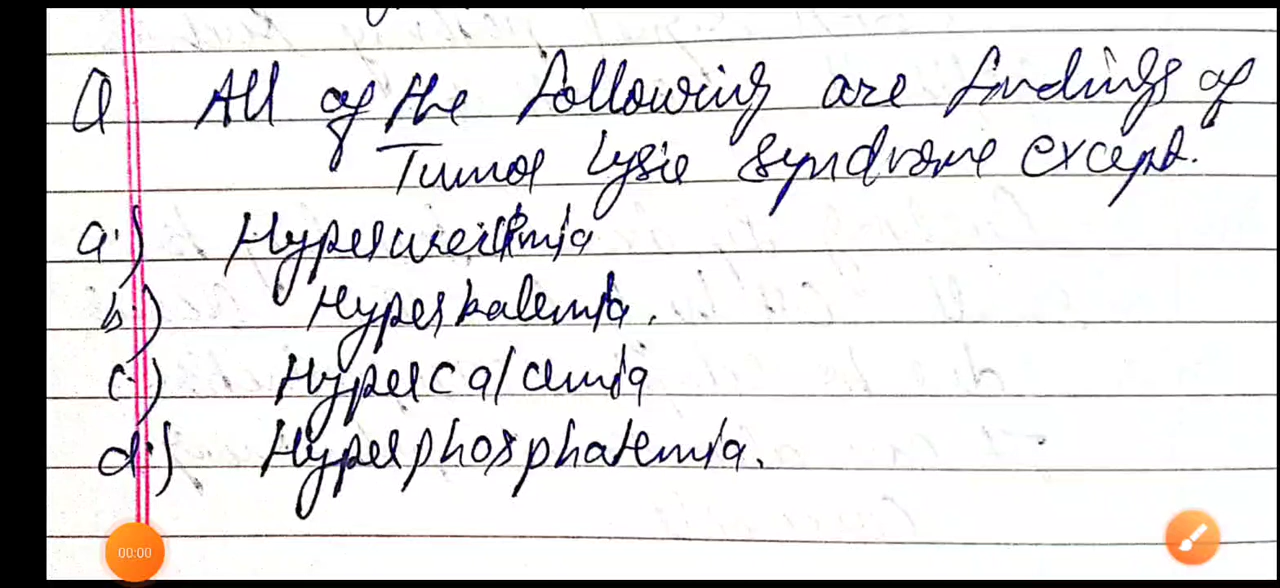 Q All of the following are findings of
Tumor Lysis Syndrome except.
a.) Hyperuricemia
b.) Hyperkalemia.
c.) Hypercalcemia
d.) Hyperphosphatemia.
00:00